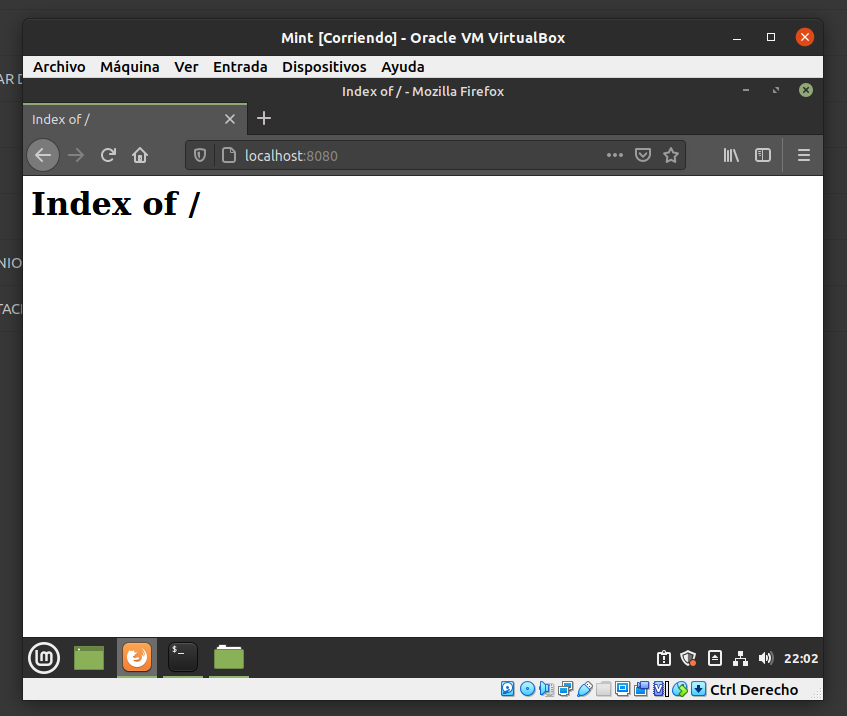 Mint [Corriendo] - Oracle VM VirtualBox
Archivo Máquina Ver Entrada Dispositivos Ayuda
Index of / - Mozilla Firefox
Index of /
localhost:8080
Index of /
22:02
Ctrl Derecho